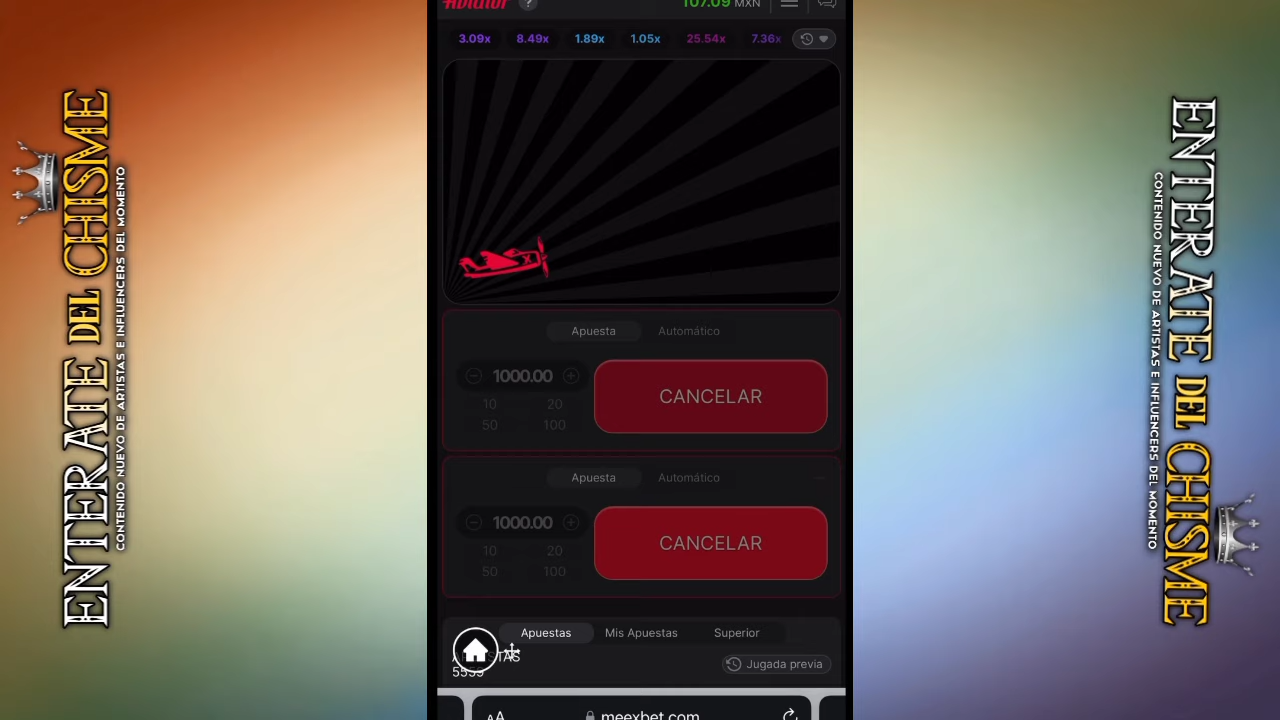 ENTERATE DEL CHISME
CONTENIDO NUEVO DE ARTISTAS E INFLUENCERS DEL MOMENTO
Aviator ? 107.09 MXN
3.09x 8.49x 1.89x 1.05x 25.54x 7.36x
X
Apuesta Automático
1000.00
CANCELAR
10 20
50 100
Apuesta Automático
1000.00
CANCELAR
10 20
50 100
Apuestas Mis Apuestas Superior
5559
Jugada previa
AA meexbet.com
ENTERATE DEL CHISME
CONTENIDO NUEVO DE ARTISTAS E INFLUENCERS DEL MOMENTO